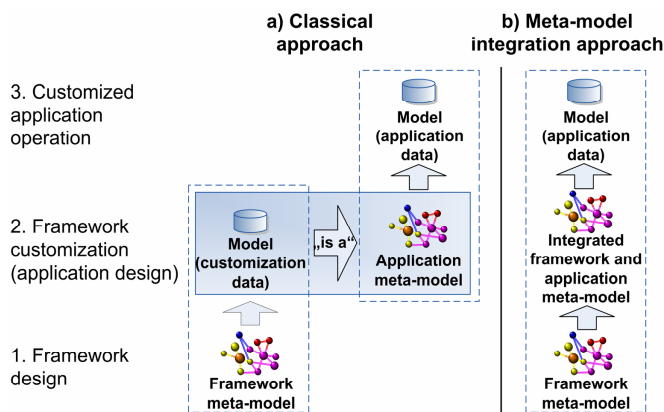 a) Classical
approach
b) Meta-model
integration approach
3. Customized
application
operation
Model
(application
data)
Model
(application
data)
2. Framework
customization
(application design)
Model
(customization
data)
„is a“
Application
meta-model
Integrated
framework and
application
meta-model
1. Framework
design
Framework
meta-model
Framework
meta-model